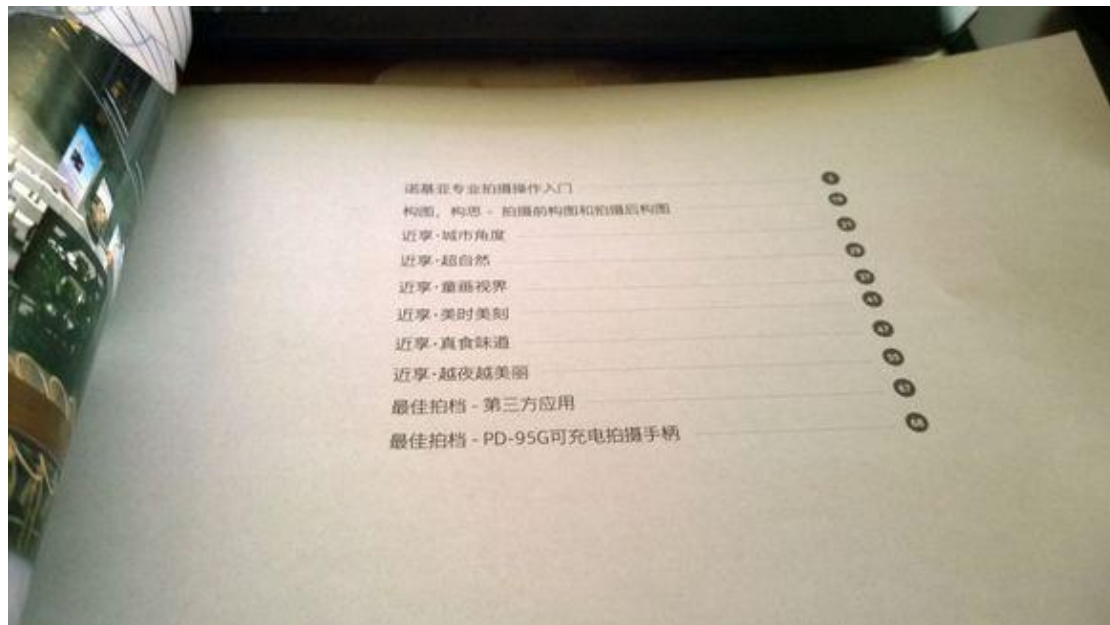 诺基亚专业拍摄操作入门
构图，构思 - 拍摄前构图和拍摄后构图
近享·城市角度
近享·超自然
近享·童画视界
近享·美时美刻
近享·真食味道
近享·越夜越美丽
最佳拍档 - 第三方应用
最佳拍档 - PD-95G可充电拍摄手柄